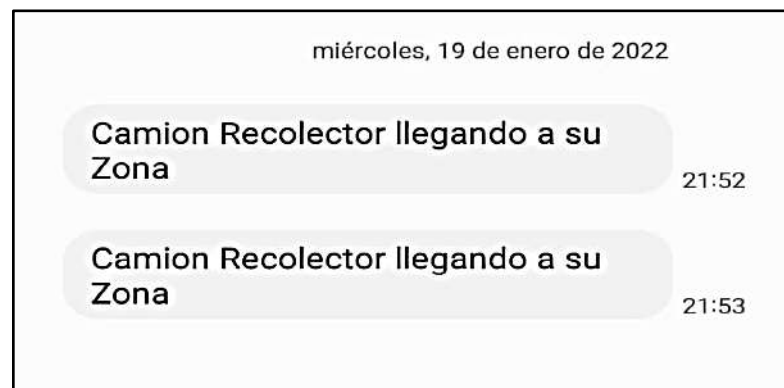 miércoles, 19 de enero de 2022
Camion Recolector llegando a su
Zona
21:52
Camion Recolector llegando a su
Zona
21:53